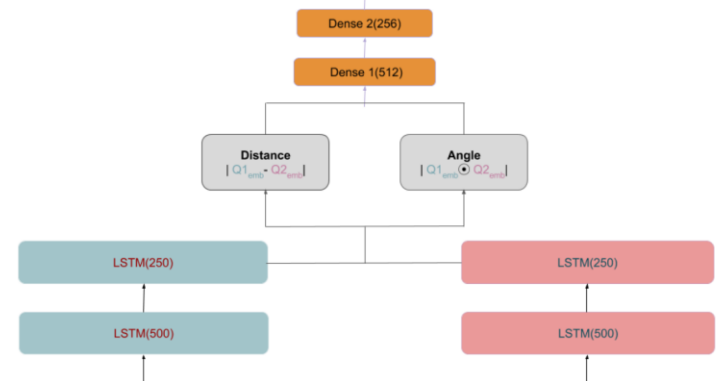 Dense 2(256)
Dense 1(512)
Distance
| Q1emb- Q2emb|
Angle
| Q1emb⊙ Q2emb|
LSTM(250)
LSTM(250)
LSTM(500)
LSTM(500)